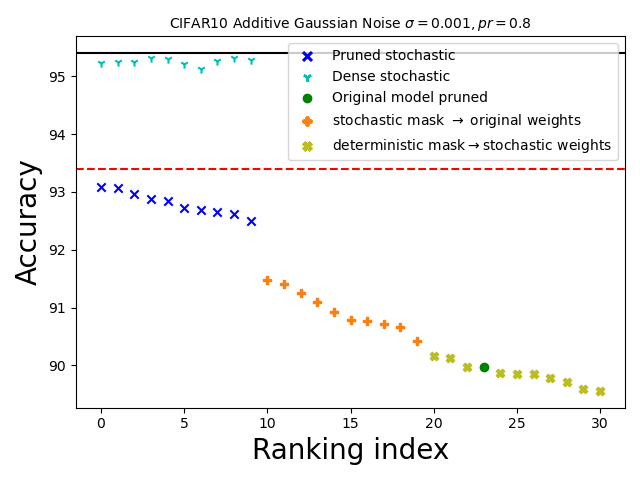 CIFAR10 Additive Gaussian Noise σ = 0.001, pr = 0.8
Pruned stochastic
Dense stochastic
Original model pruned
stochastic mask → original weights
deterministic mask→stochastic weights
Accuracy
95
94
93
92
91
90
0 5 10 15 20 25 30
Ranking index